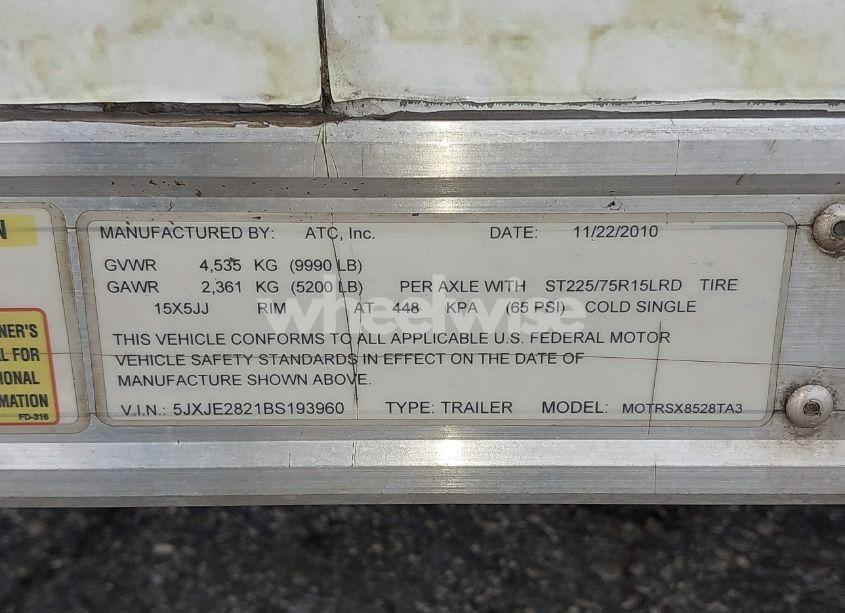 MANUFACTURED BY: ATC, Inc. DATE: 11/22/2010
GVWR 4,535 KG (9990 LB)
GAWR 2,361 KG (5200 LB) PER AXLE WITH ST225/75R15LRD TIRE
15X5JJ RIM AT 448 KPA (65 PSI) COLD SINGLE
THIS VEHICLE CONFORMS TO ALL APPLICABLE U.S. FEDERAL MOTOR
VEHICLE SAFETY STANDARDS IN EFFECT ON THE DATE OF
MANUFACTURE SHOWN ABOVE.
V.I.N.: 5JXJE2821BS193960 TYPE: TRAILER MODEL: MOTRSX8528TA3
wheelwise
N
NER'S
L FOR
IONAL
MATION
FD-316